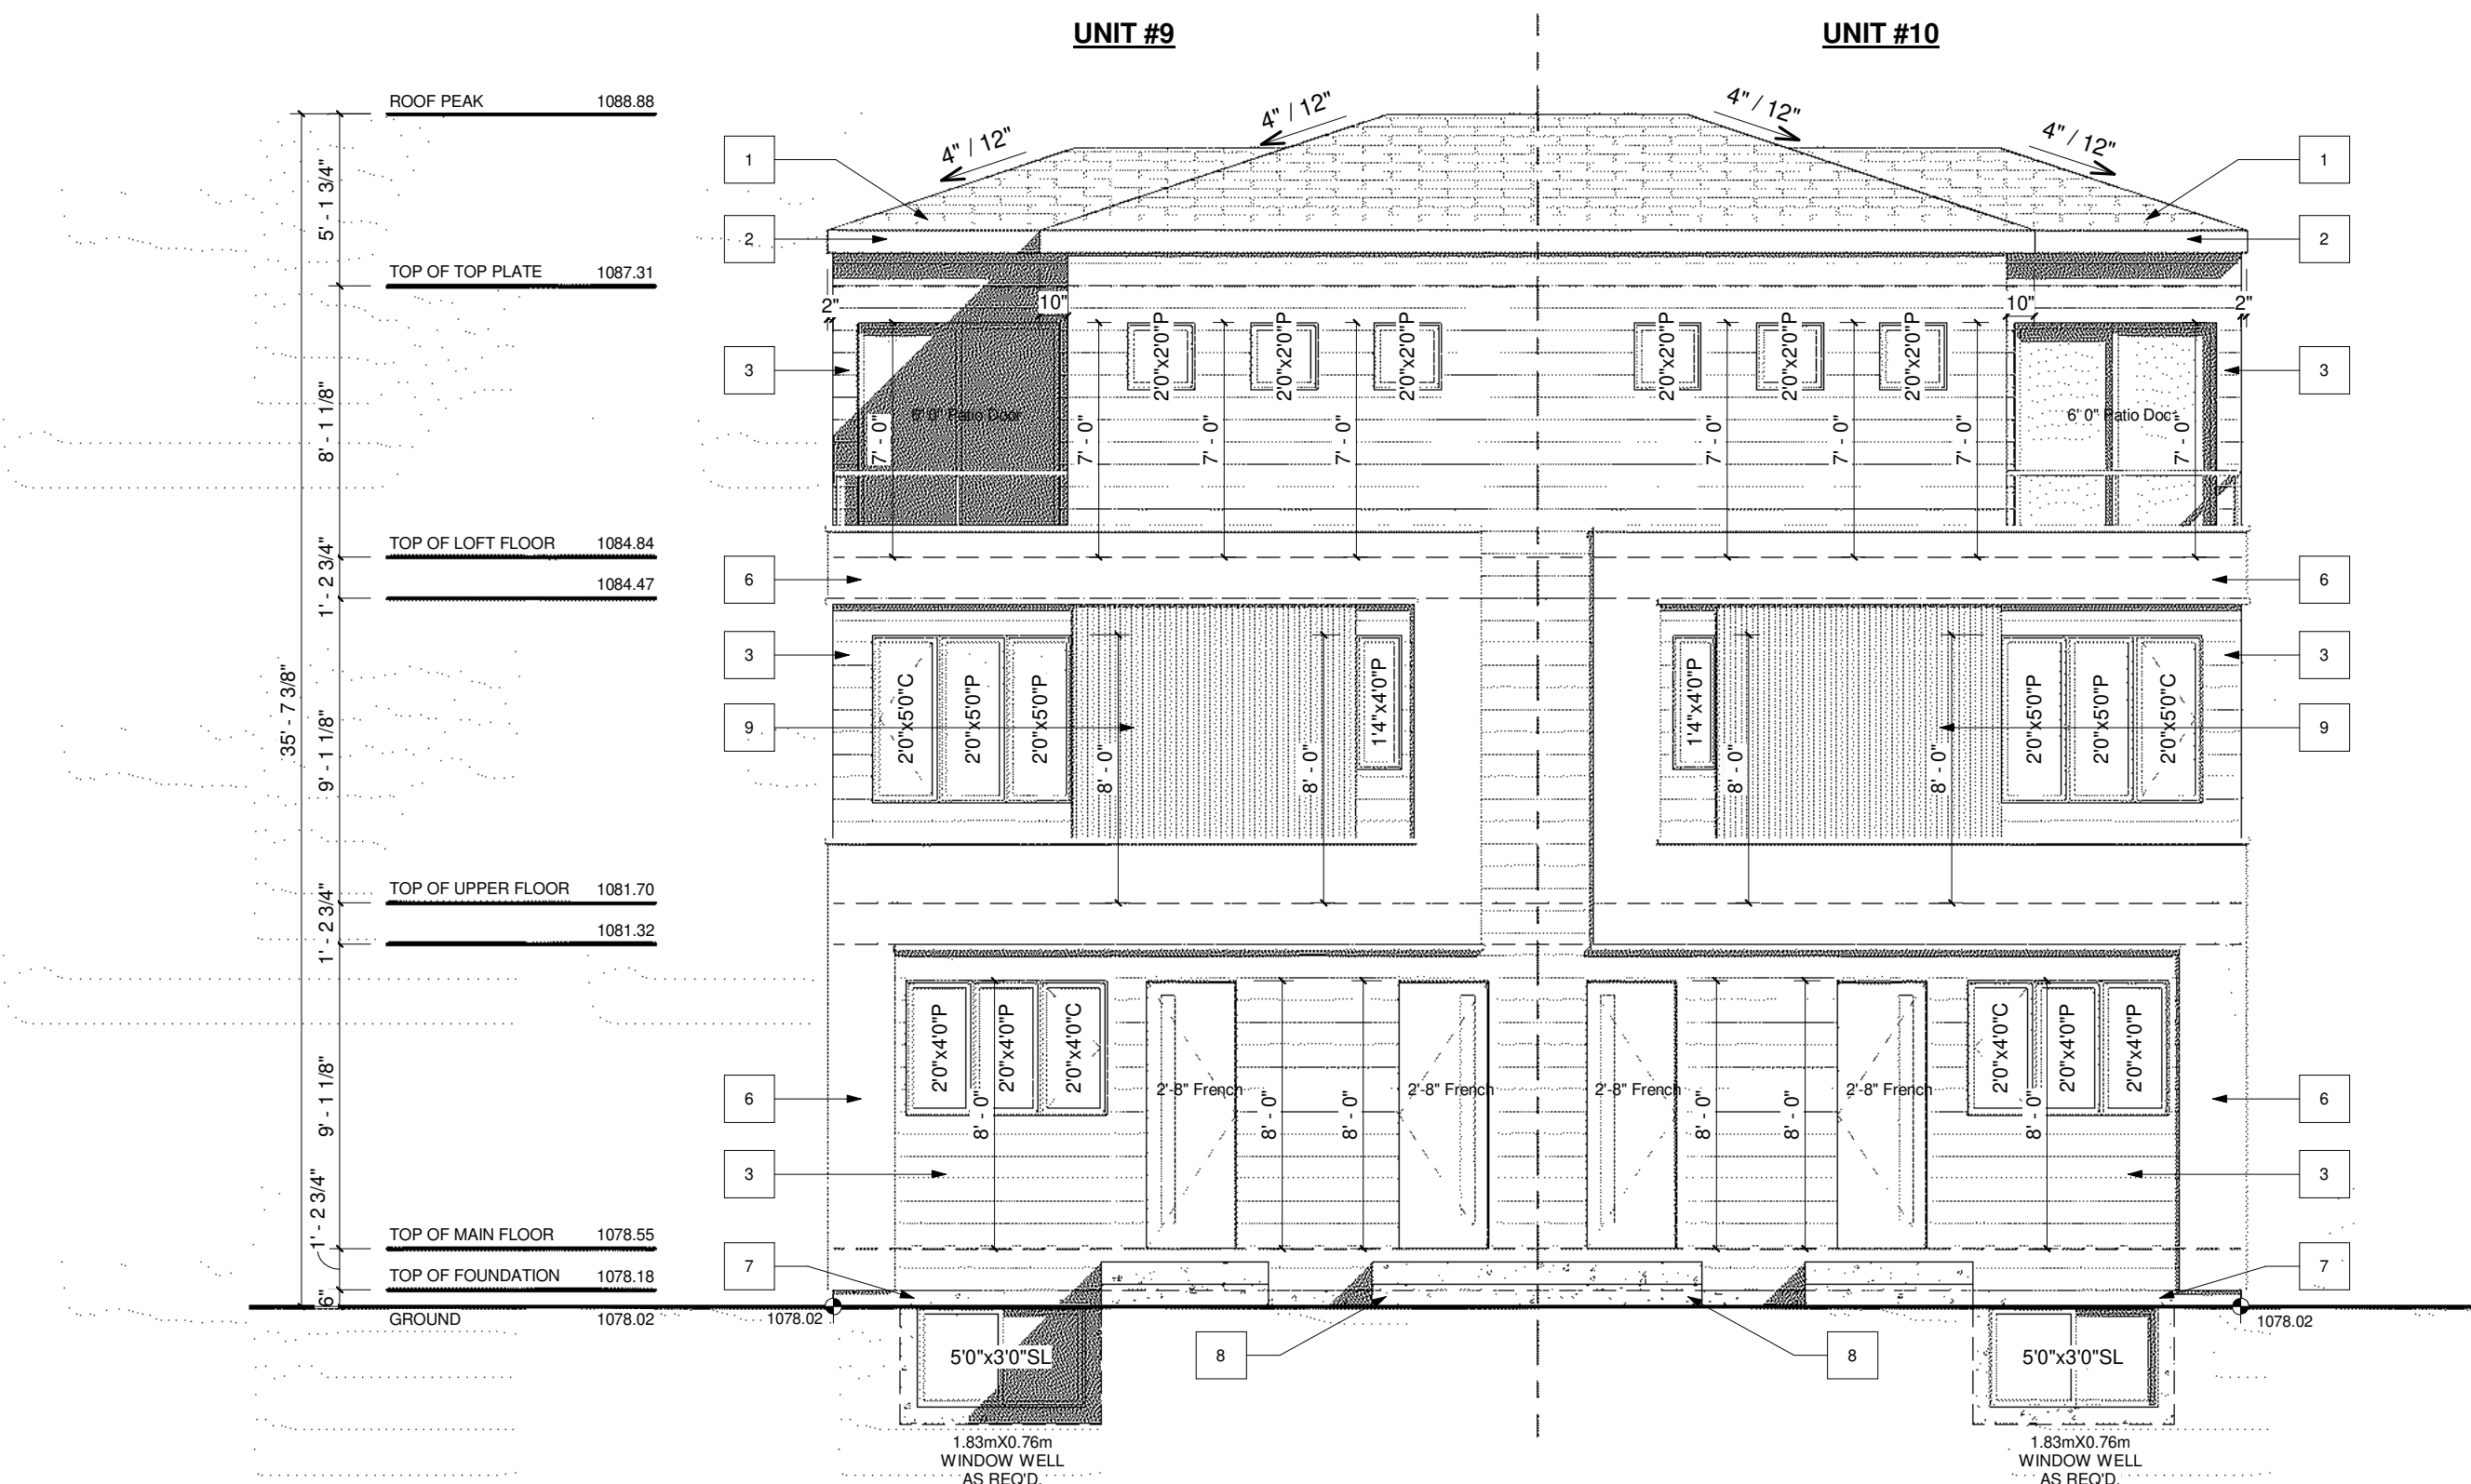 UNIT #9
UNIT #10
ROOF PEAK 1088.88
4" / 12"
4" / 12"
4" / 12"
4" / 12"
1
1
2
2
5' - 1 3/4"
TOP OF TOP PLATE 1087.31
2"
10"
10"
2"
2'0"x2'0"P
2'0"x2'0"P
2'0"x2'0"P
2'0"x2'0"P
2'0"x2'0"P
2'0"x2'0"P
3
3
8' - 1 1/8"
6' 0" Patio Door
6' 0" Patio Door
7' - 0"
7' - 0"
7' - 0"
7' - 0"
7' - 0"
7' - 0"
7' - 0"
7' - 0"
TOP OF LOFT FLOOR 1084.84
1' - 2 3/4"
1084.47
6
6
3
3
35' - 7 3/8"
9' - 1 1/8"
2'0"x5'0"C
2'0"x5'0"P
2'0"x5'0"P
1'4"x4'0"P
1'4"x4'0"P
2'0"x5'0"P
2'0"x5'0"P
2'0"x5'0"C
9
9
8' - 0"
8' - 0"
8' - 0"
8' - 0"
TOP OF UPPER FLOOR 1081.70
1' - 2 3/4"
1081.32
2'0"x4'0"P
2'0"x4'0"P
2'0"x4'0"C
2'0"x4'0"C
2'0"x4'0"P
2'0"x4'0"P
9' - 1 1/8"
6
6
2'-8" French
2'-8" French
2'-8" French
2'-8" French
8' - 0"
8' - 0"
8' - 0"
8' - 0"
8' - 0"
8' - 0"
3
3
1' - 2 3/4"
TOP OF MAIN FLOOR 1078.55
7
7
TOP OF FOUNDATION 1078.18
6"
GROUND 1078.02
1078.02
1078.02
5'0"x3'0"SL
8
8
5'0"x3'0"SL
1.83mX0.76m
WINDOW WELL
AS REQ'D.
1.83mX0.76m
WINDOW WELL
AS REQ'D.